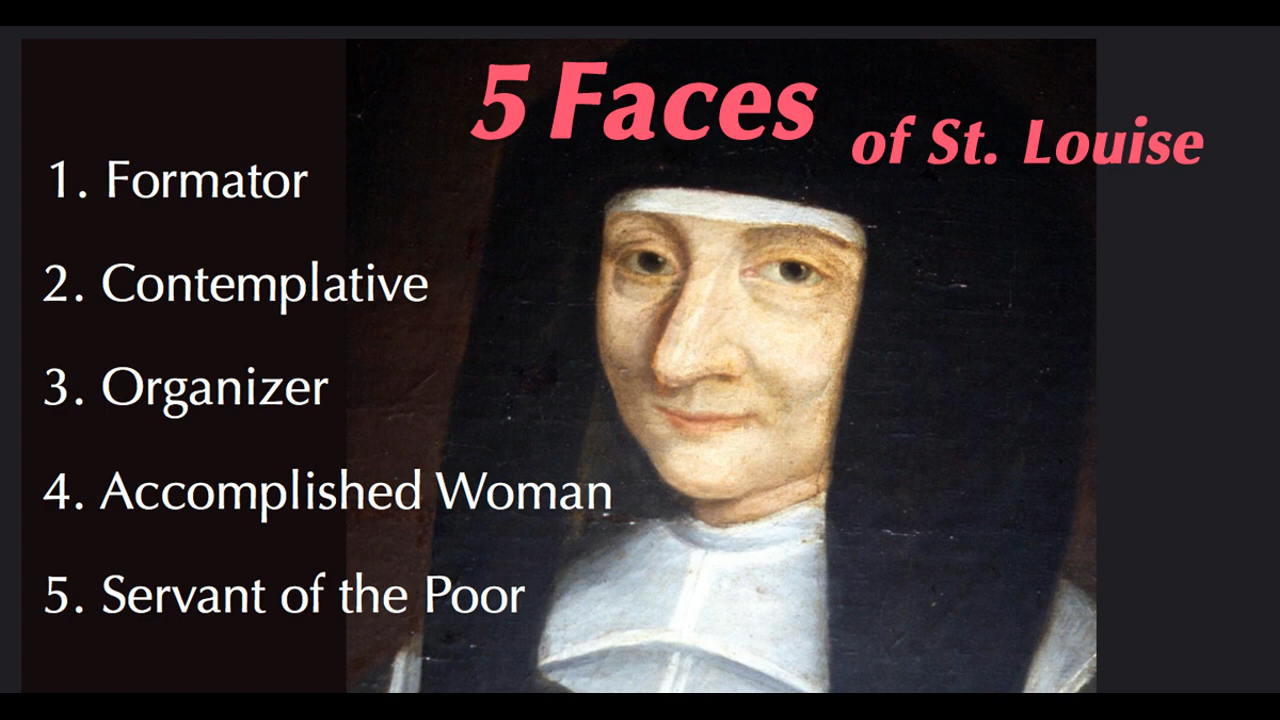 5 Faces
of St. Louise
1. Formator
2. Contemplative
3. Organizer
4. Accomplished Woman
5. Servant of the Poor